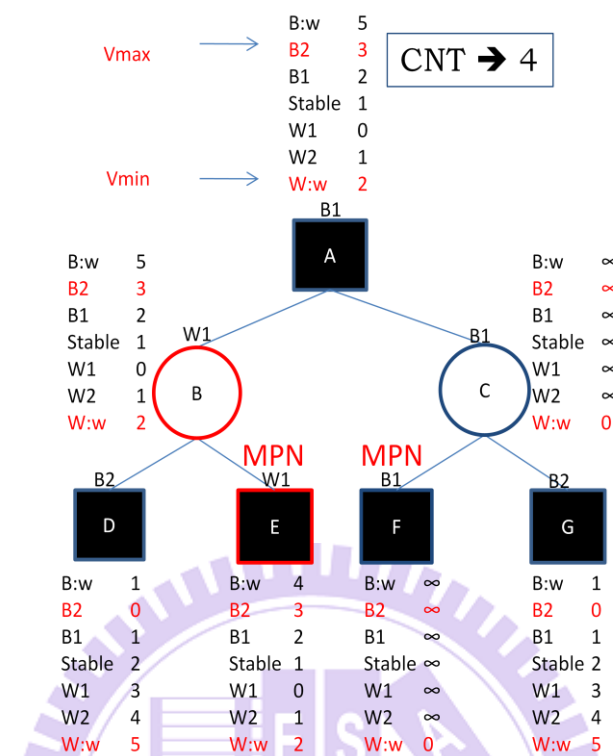 B:w 5
Vmax B2 3
CNT ➔ 4
B1 2
Stable 1
W1 0
W2 1
Vmin W:w 2
B1
A
B:w 5
B2 3
B1 2
Stable 1
W1 0
W2 1
W:w 2
W1
B
B1
C
B:w ∞
B2 ∞
B1 ∞
Stable ∞
W1 ∞
W2 ∞
W:w 0
MPN
MPN
B2
D
W1
E
B1
F
B2
G
B:w 1
B2 0
B1 1
Stable 2
W1 3
W2 4
W:w 5
B:w 4
B2 3
B1 2
Stable 1
W1 0
W2 1
W:w 2
B:w ∞
B2 ∞
B1 ∞
Stable ∞
W1 ∞
W2 ∞
W:w 0
B:w 1
B2 0
B1 1
Stable 2
W1 3
W2 4
W:w 5